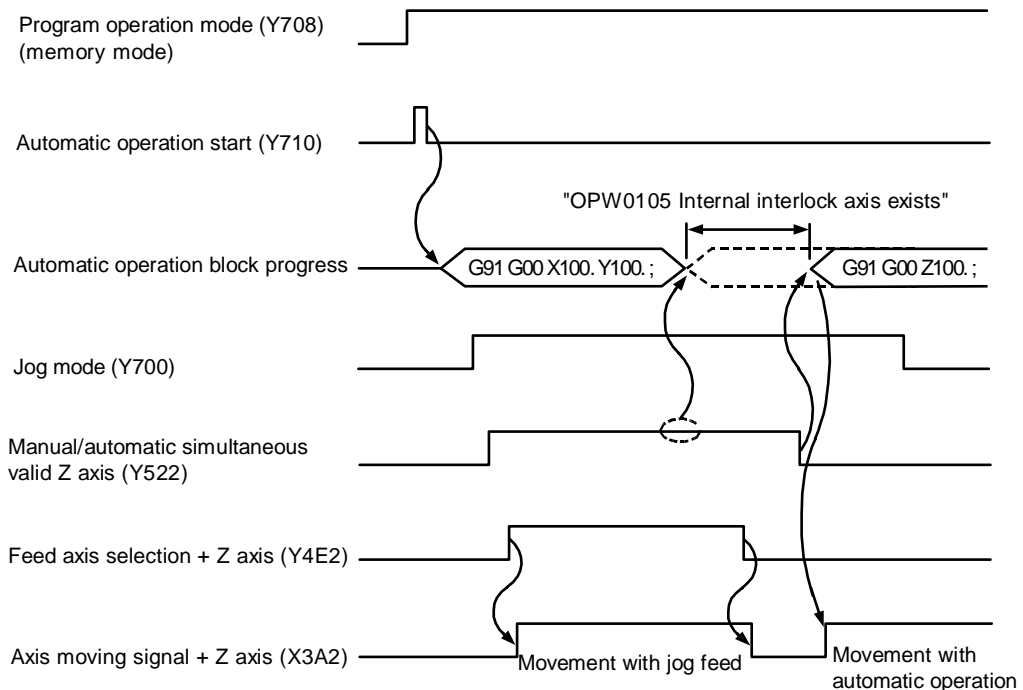 Program operation mode (Y708)
(memory mode)
Automatic operation start (Y710)
"OPW0105 Internal interlock axis exists"
Automatic operation block progress
G91 G00 X100. Y100. ;
G91 G00 Z100. ;
Jog mode (Y700)
Manual/automatic simultaneous
valid Z axis (Y522)
Feed axis selection + Z axis (Y4E2)
Axis moving signal + Z axis (X3A2)
Movement with jog feed
Movement with
automatic operation